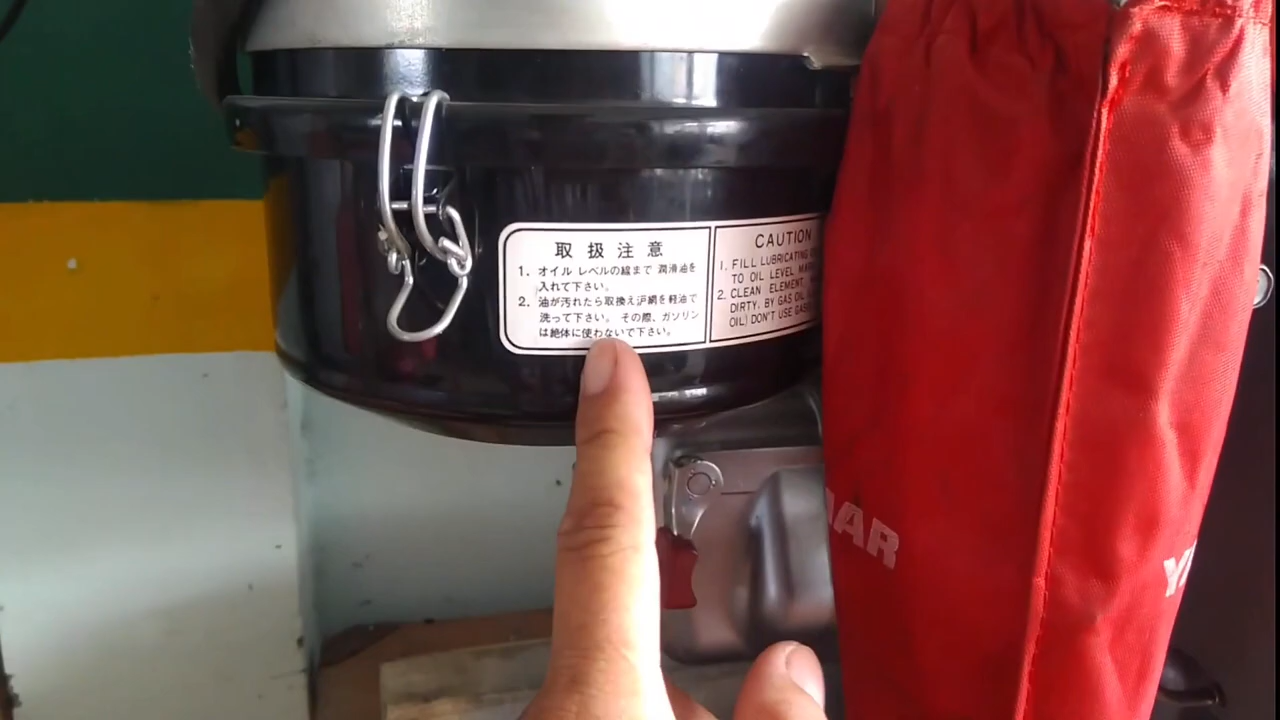 取扱注意
1. オイル レベルの線まで 潤滑油を
入れて下さい。
2. 油が汚れたら取換え沪網を軽油で
洗って下さい。 その際、ガソリン
は絶体に使わないで下さい。
CAUTION
1. FILL LUBRICATING
TO OIL LEVEL
2. CLEAN ELEMENT,
DIRTY. BY GAS OIL
OIL) DON'T USE